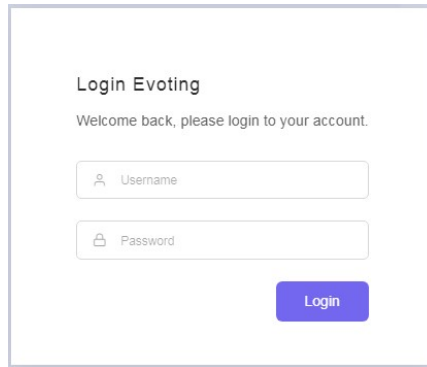 Login Evoting
Welcome back, please login to your account.
Username
Password
Login